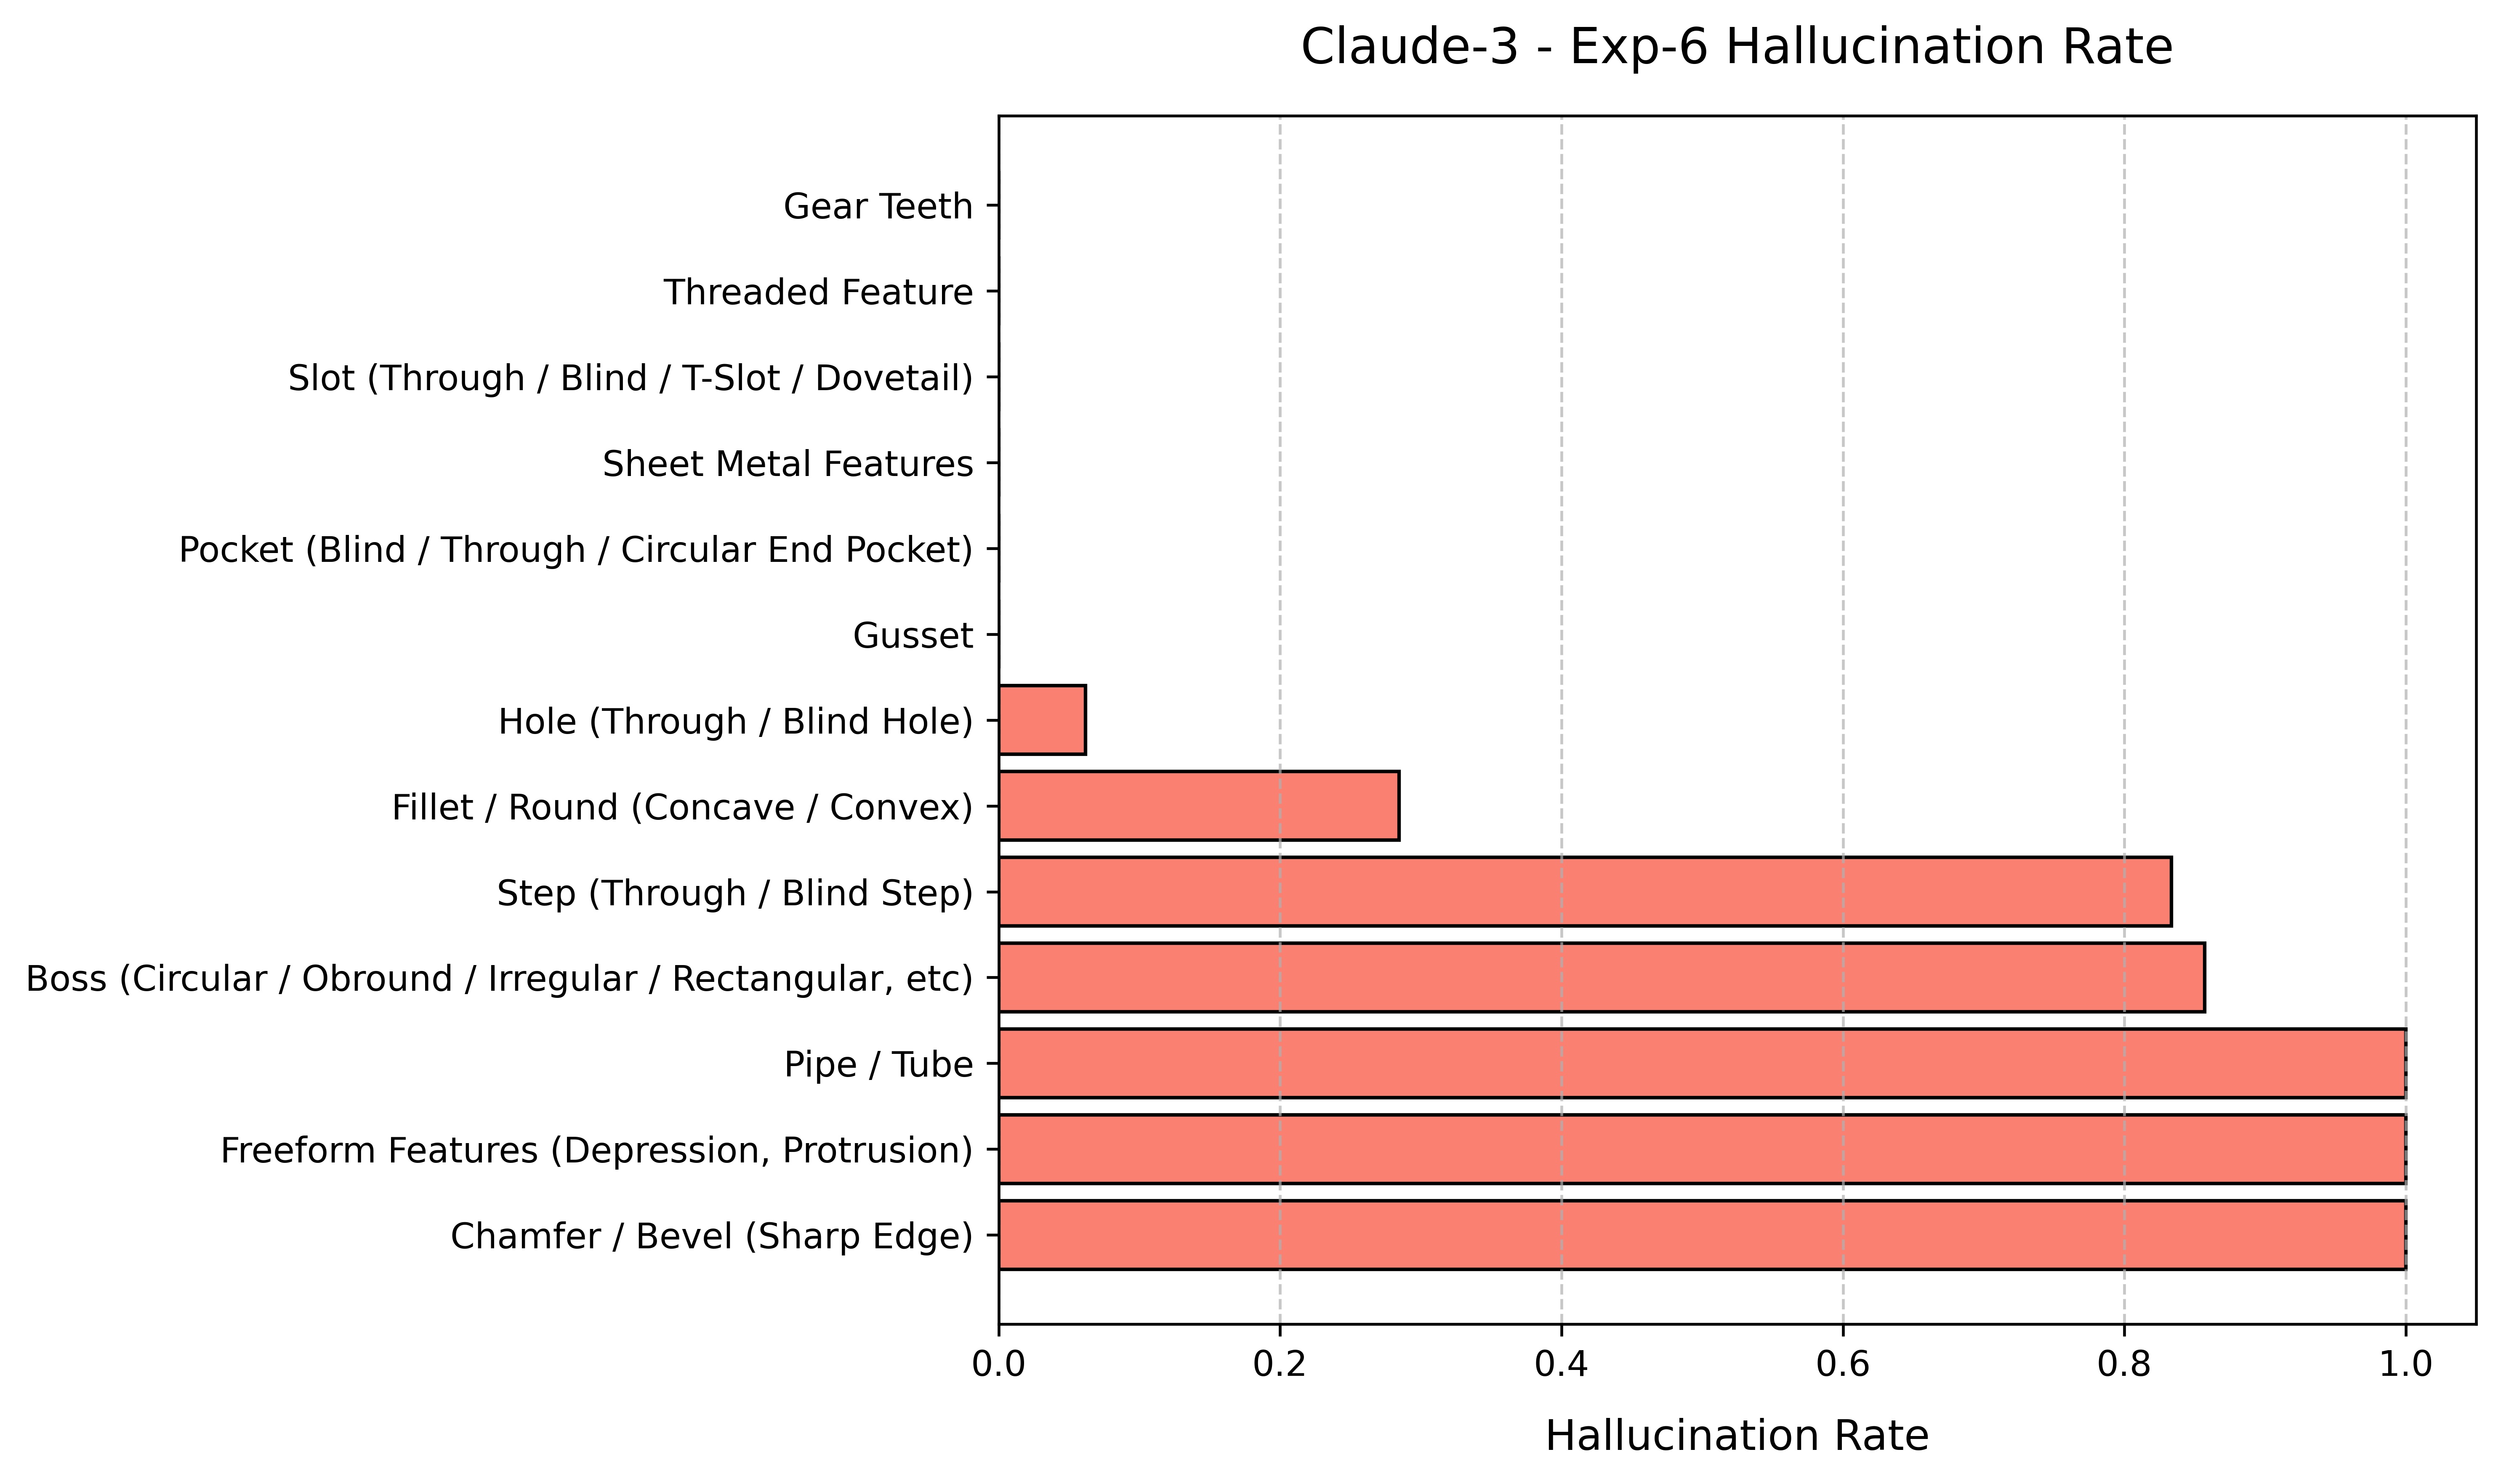 Claude-3 - Exp-6 Hallucination Rate
Gear Teeth
Threaded Feature
Slot (Through / Blind / T-Slot / Dovetail)
Sheet Metal Features
Pocket (Blind / Through / Circular End Pocket)
Gusset
Hole (Through / Blind Hole)
Fillet / Round (Concave / Convex)
Step (Through / Blind Step)
Boss (Circular / Obround / Irregular / Rectangular, etc)
Pipe / Tube
Freeform Features (Depression, Protrusion)
Chamfer / Bevel (Sharp Edge)
0.0 0.2 0.4 0.6 0.8 1.0
Hallucination Rate